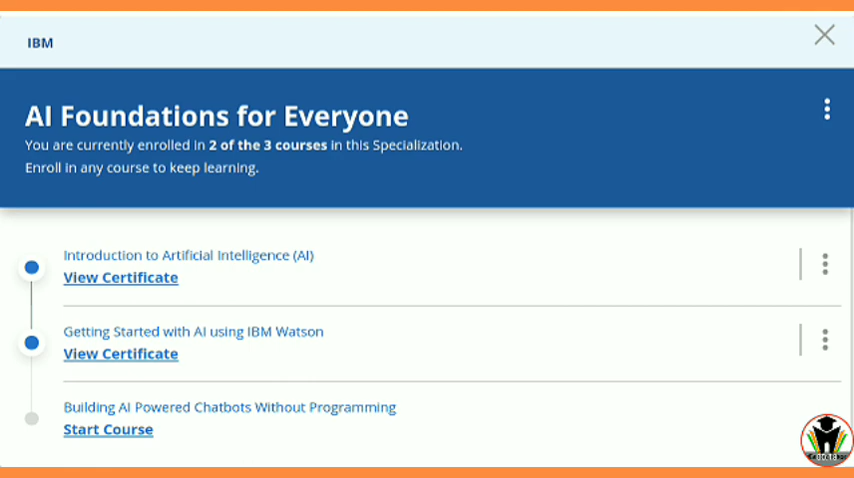 IBM
AI Foundations for Everyone
You are currently enrolled in 2 of the 3 courses in this Specialization.
Enroll in any course to keep learning.
Introduction to Artificial Intelligence (AI)
View Certificate
Getting Started with AI using IBM Watson
View Certificate
Building AI Powered Chatbots Without Programming
Start Course